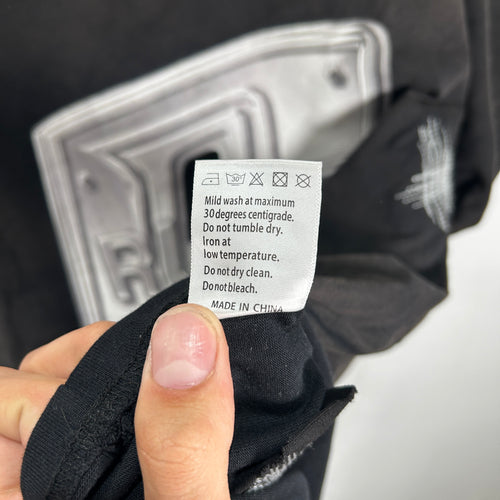 30°
Mild wash at maximum
30 degrees centigrade.
Do not tumble dry.
Iron at
low temperature.
Do not dry clean.
Do not bleach.
MADE IN CHINA